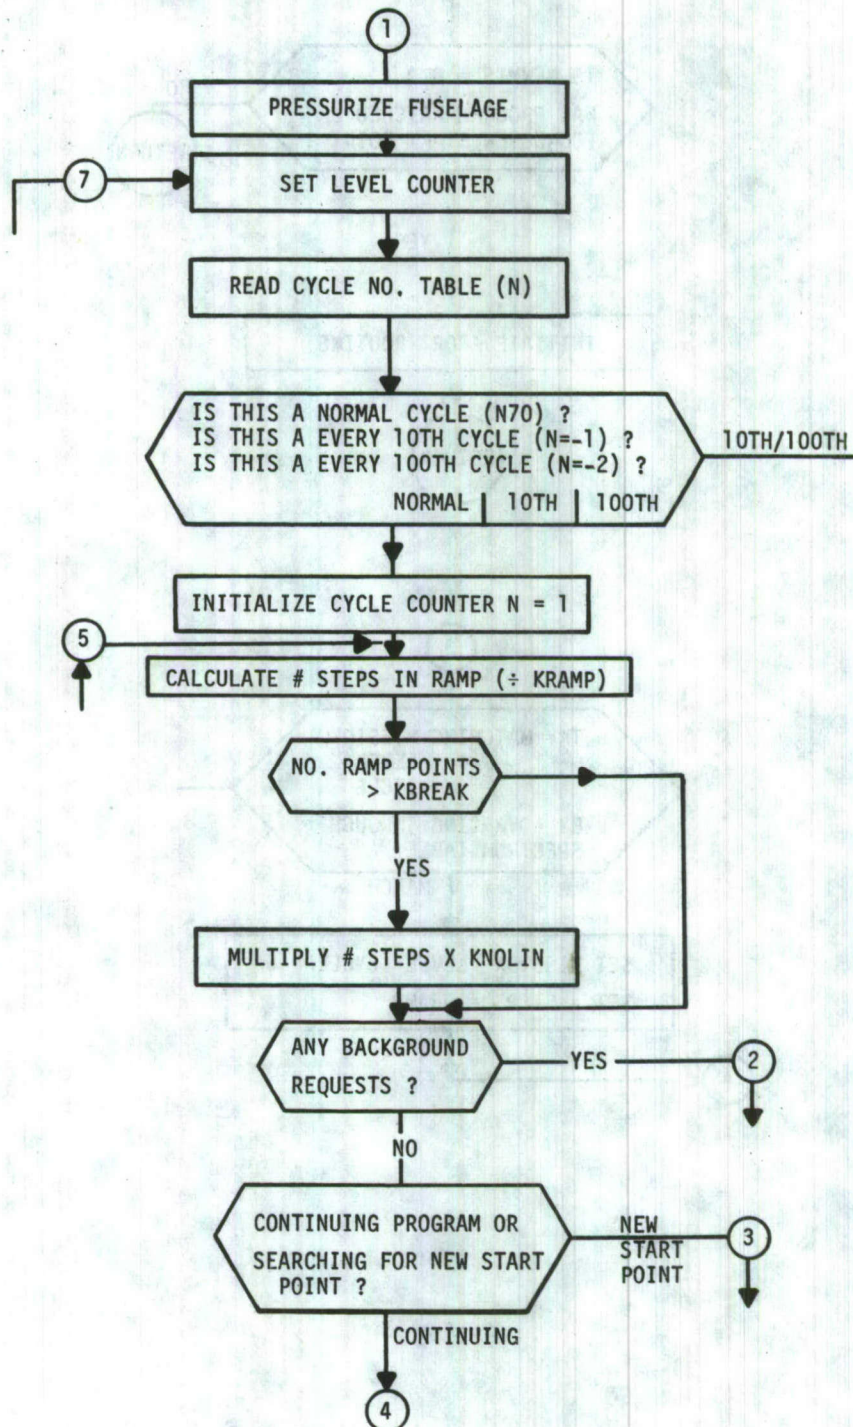 1
PRESSURIZE FUSELAGE
7
SET LEVEL COUNTER
READ CYCLE NO. TABLE (N)
IS THIS A NORMAL CYCLE (N70) ?
IS THIS A EVERY 10TH CYCLE (N=-1) ?
IS THIS A EVERY 100TH CYCLE (N=-2) ?
10TH/100TH
NORMAL 10TH 100TH
INITIALIZE CYCLE COUNTER N = 1
5
CALCULATE # STEPS IN RAMP (÷ KRAMP)
NO. RAMP POINTS
> KBREAK
YES
MULTIPLY # STEPS X KNOLIN
ANY BACKGROUND
REQUESTS ?
YES
2
NO
CONTINUING PROGRAM OR
SEARCHING FOR NEW START
POINT ?
NEW
START
POINT
3
CONTINUING
4